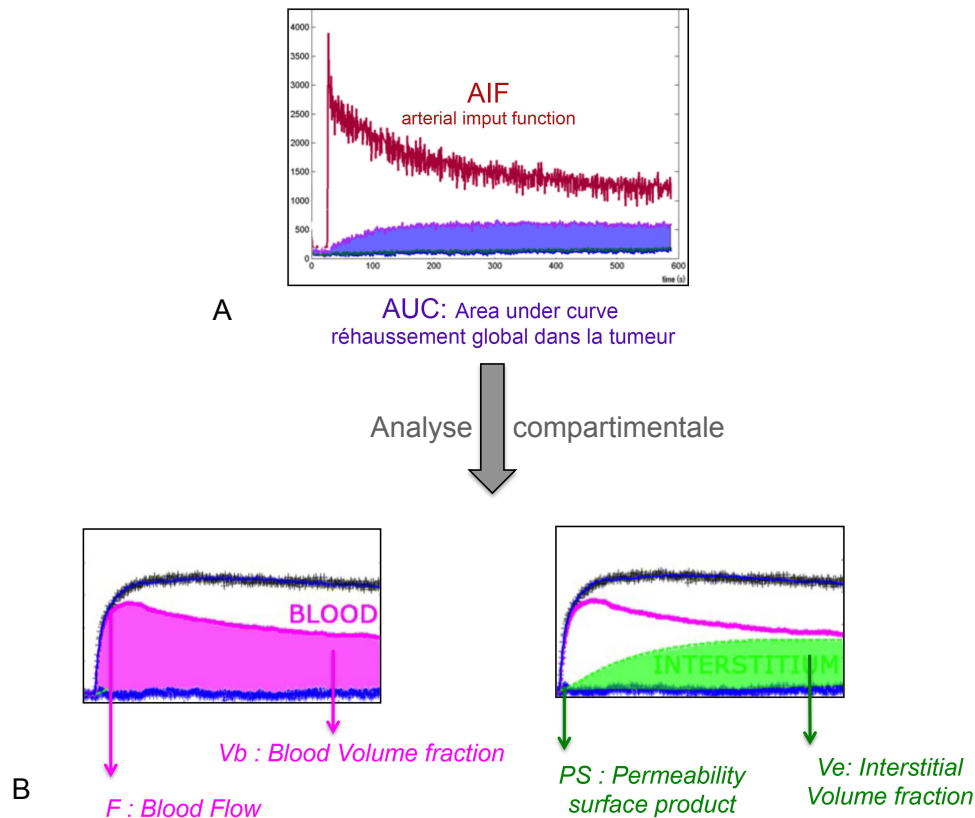 4000
3500
3000
2500
2000
1500
1000
500
0
0 100 200 300 400 500 600
time (s)
AIF
arterial imput function
A
AUC: Area under curve
réhaussement global dans la tumeur
Analyse compartimentale
BLOOD
INTERSTITIUM
Vb : Blood Volume fraction
F : Blood Flow
PS : Permeability
surface product
Ve: Interstitial
Volume fraction
B